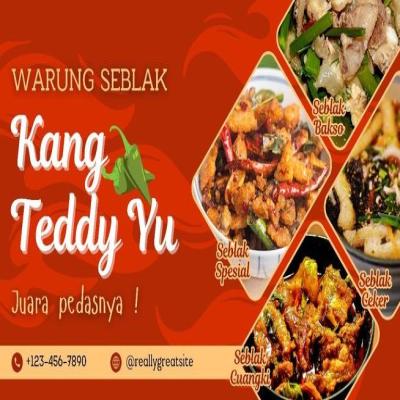 WARUNG SEBLAK
Kang
Teddy Yu
Juara pedasnya !
+123-456-7890
@reallygreatsite
Seblak
Bakso
Seblak
Spesial
Seblak
Ceker
Seblak
Cuangki